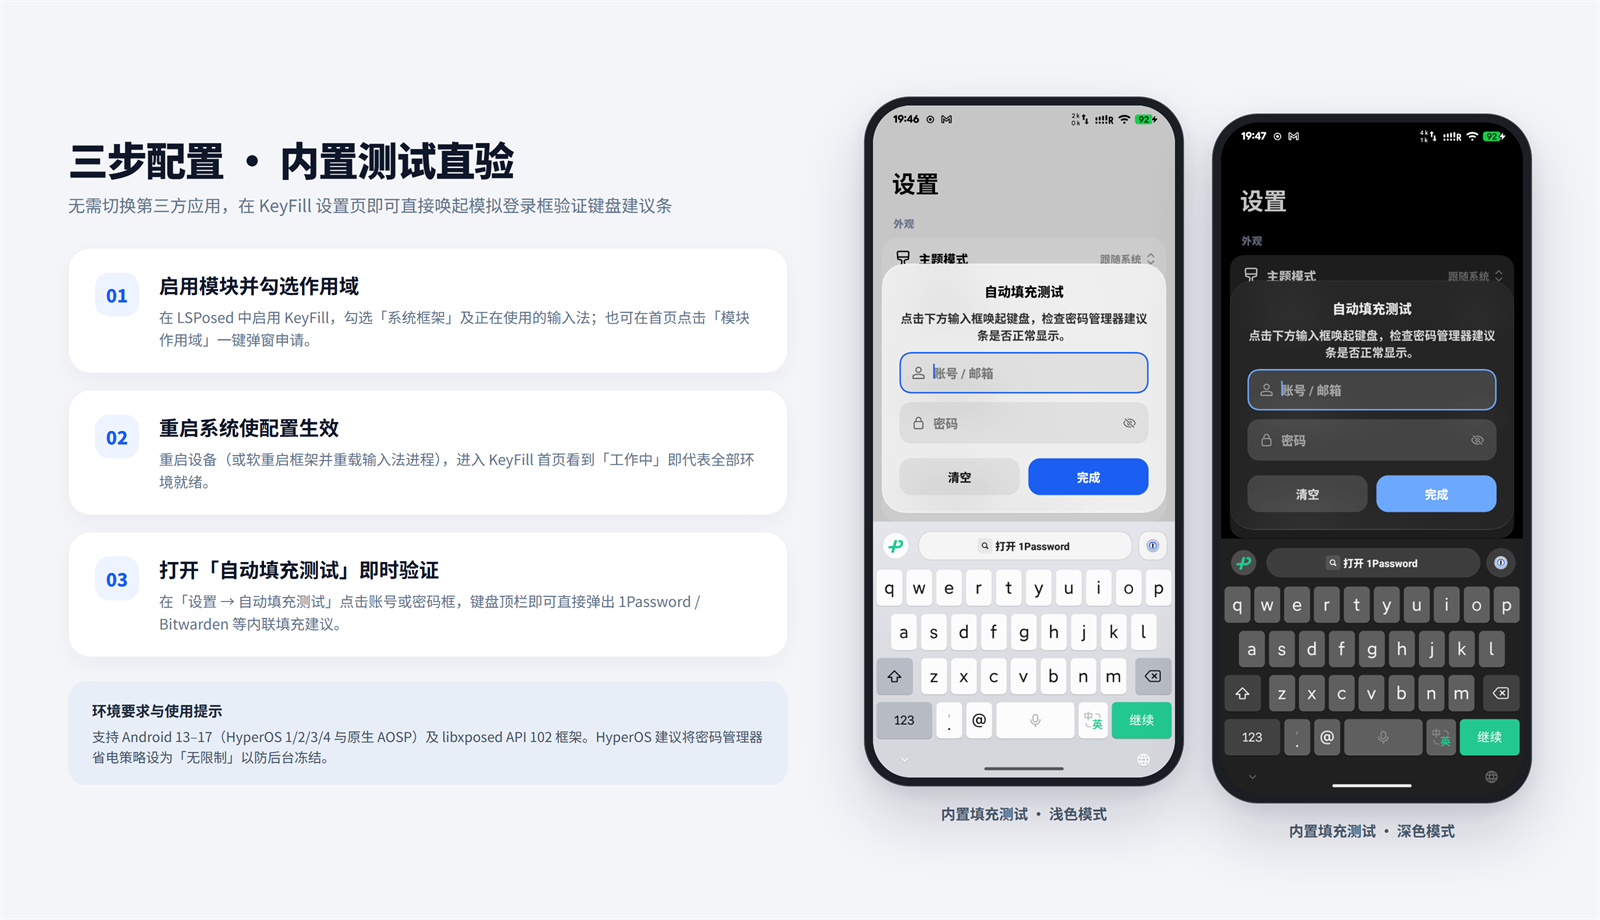 三步配置 • 内置测试直验
无需切换第三方应用，在 KeyFill 设置页即可直接唤起模拟登录框验证键盘建议条
01
启用模块并勾选作用域
在 LSPosed 中启用 KeyFill，勾选「系统框架」及正在使用的输入法；也可在首页点击「模块
作用域」一键弹窗申请。
02
重启系统使配置生效
重启设备（或软重启框架并重载输入法进程），进入 KeyFill 首页看到「工作中」即代表全部环
境就绪。
03
打开「自动填充测试」即时验证
在「设置 → 自动填充测试」点击账号或密码框，键盘顶栏即可直接弹出 1Password /
Bitwarden 等内联填充建议。
环境要求与使用提示
支持 Android 13–17（HyperOS 1/2/3/4 与原生 AOSP）及 libxposed API 102 框架。HyperOS 建议将密码管理器
省电策略设为「无限制」以防后台冻结。
19:46
2k
0k
R
92
设置
外观
主题模式
跟随系统
自动填充测试
点击下方输入框唤起键盘，检查密码管理器建议
条是否正常显示。
账号 / 邮箱
密码
清空
完成
打开 1Password
q w e r t y u i o p
a s d f g h j k l
z x c v b n m
123 , . @ 中 英 继续
内置填充测试 • 浅色模式
19:47
4k
1k
R
92
设置
外观
主题模式
跟随系统
自动填充测试
点击下方输入框唤起键盘，检查密码管理器建议
条是否正常显示。
账号 / 邮箱
密码
清空
完成
打开 1Password
q w e r t y u i o p
a s d f g h j k l
z x c v b n m
123 , . @ 中 英 继续
内置填充测试 • 深色模式